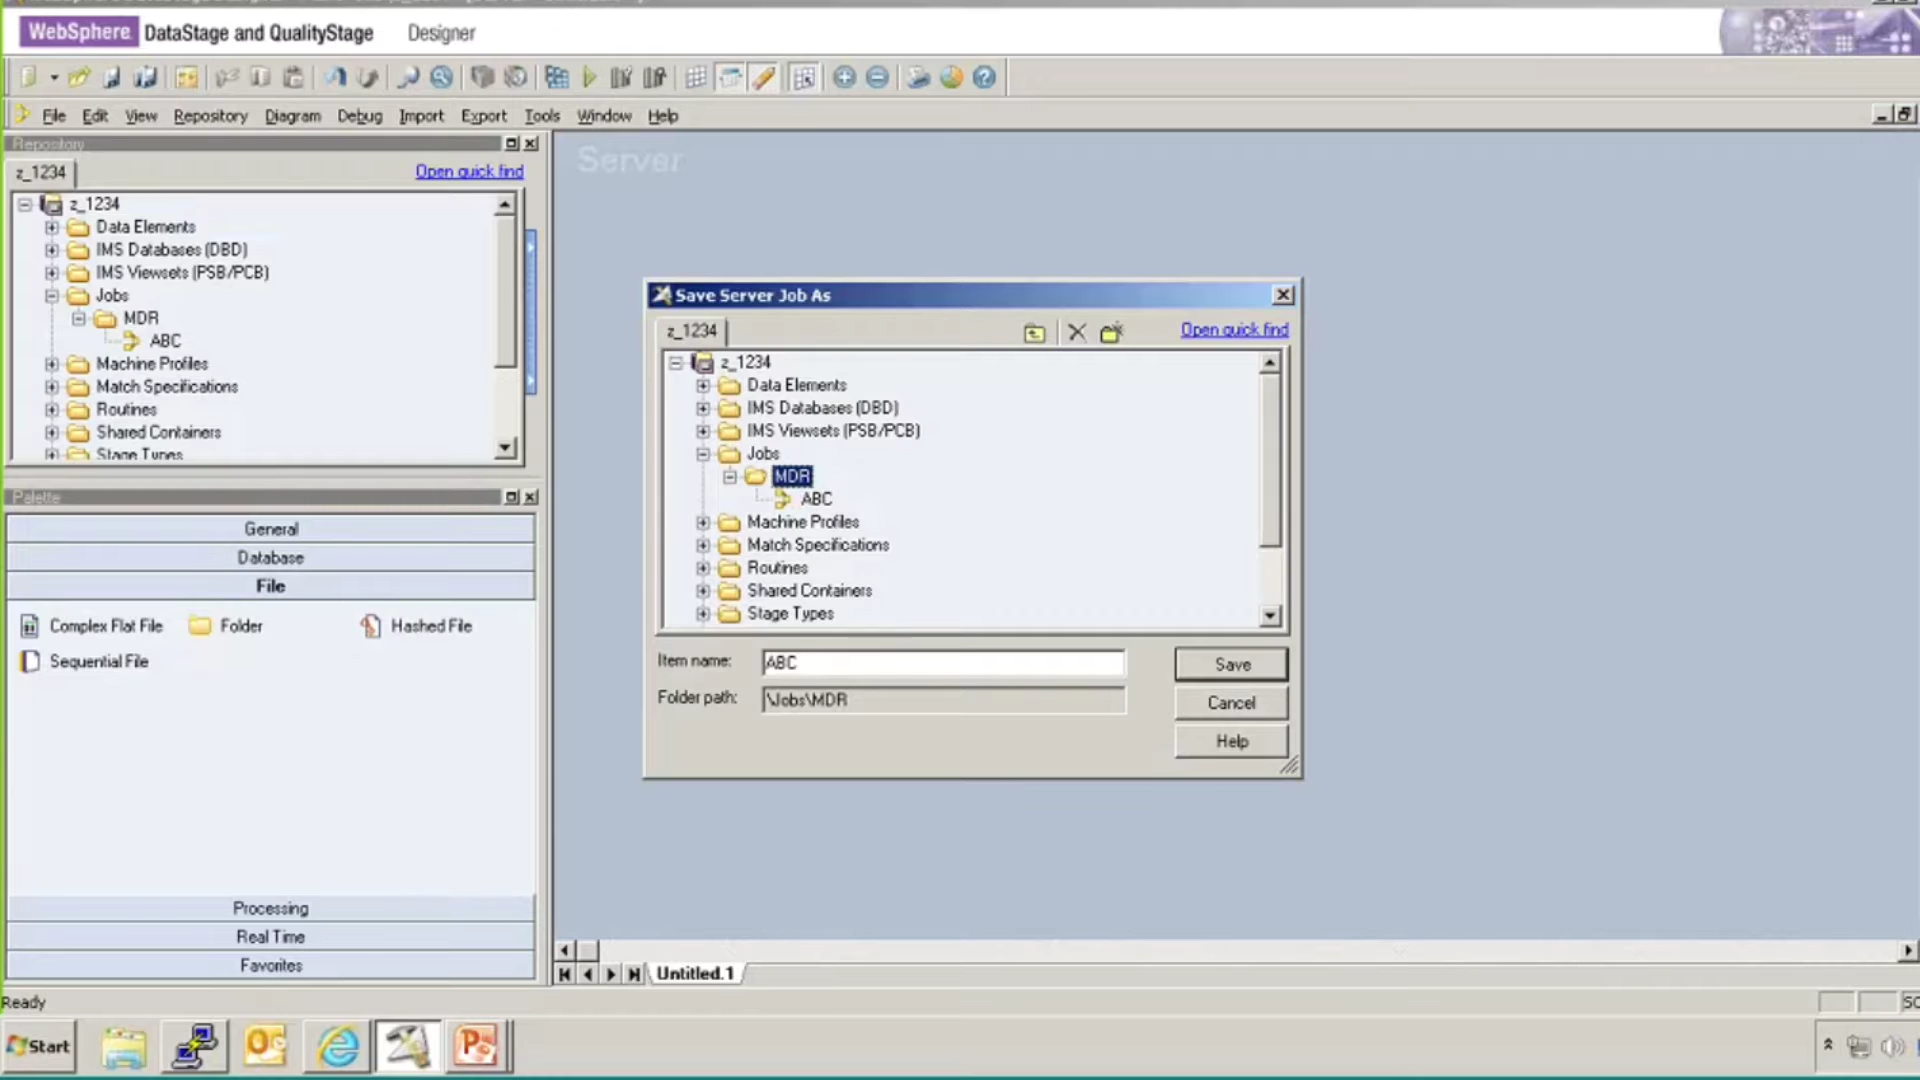 WebSphere. DataStage and QualityStage Designer
File Edit View Repository Diagram Debug Import Export Tools Window Help
Repository
z_1234
Open quick find
z_1234
Data Elements
IMS Databases (DBD)
IMS Viewsets (PSB/PCB)
Jobs
MDR
ABC
Machine Profiles
Match Specifications
Routines
Shared Containers
Stage Types
Palette
General
Database
File
Complex Flat File
Folder
Hashed File
Sequential File
Processing
Real Time
Favorites
Server
Save Server Job As
z_1234
Open quick find
z_1234
Data Elements
IMS Databases (DBD)
IMS Viewsets (PSB/PCB)
Jobs
MDR
ABC
Machine Profiles
Match Specifications
Routines
Shared Containers
Stage Types
Item name: ABC
Save
Folder path: \Jobs\MDR
Cancel
Help
Untitled.1
Ready
Start